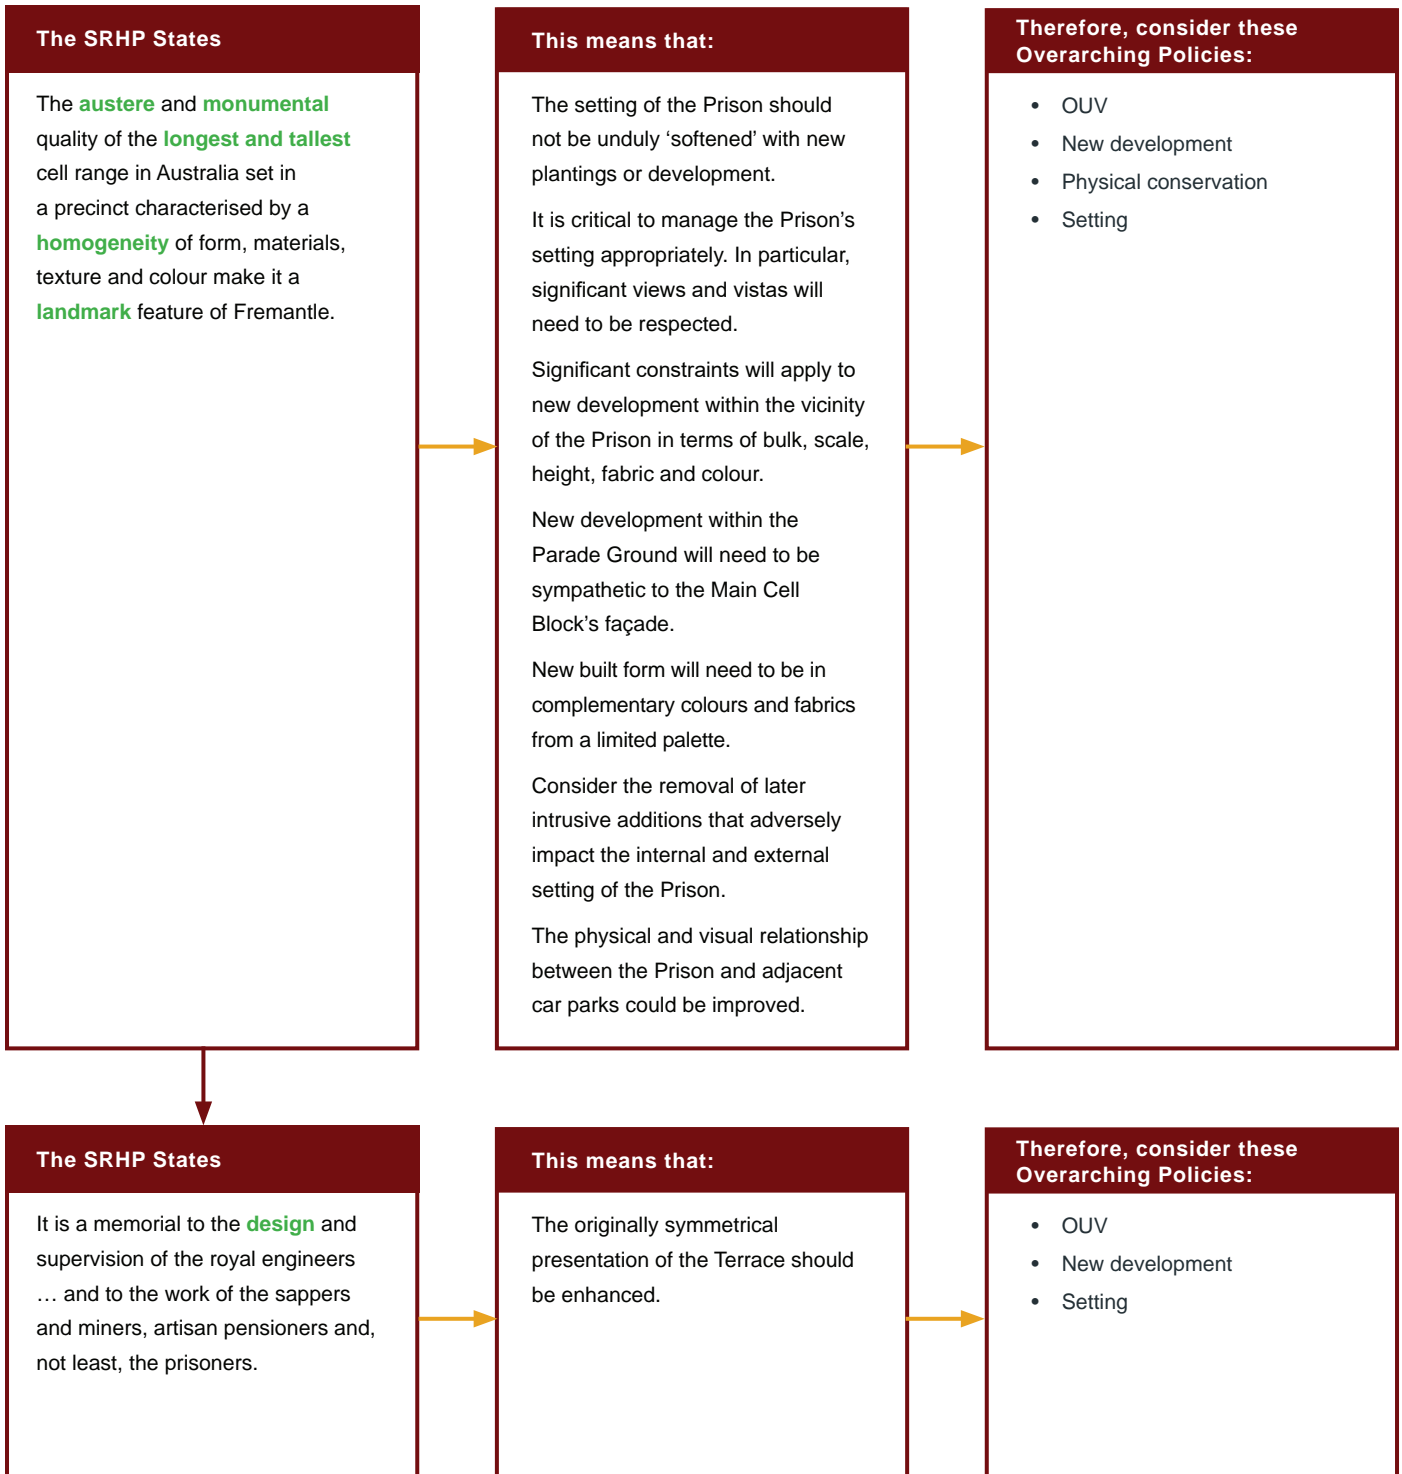 The SRHP States
The austere and monumental
quality of the longest and tallest
cell range in Australia set in
a precinct characterised by a
homogeneity of form, materials,
texture and colour make it a
landmark feature of Fremantle.
This means that:
The setting of the Prison should
not be unduly ‘softened’ with new
plantings or development.
It is critical to manage the Prison’s
setting appropriately. In particular,
significant views and vistas will
need to be respected.
Significant constraints will apply to
new development within the vicinity
of the Prison in terms of bulk, scale,
height, fabric and colour.
New development within the
Parade Ground will need to be
sympathetic to the Main Cell
Block’s façade.
New built form will need to be in
complementary colours and fabrics
from a limited palette.
Consider the removal of later
intrusive additions that adversely
impact the internal and external
setting of the Prison.
The physical and visual relationship
between the Prison and adjacent
car parks could be improved.
Therefore, consider these
Overarching Policies:
• OUV
• New development
• Physical conservation
• Setting
The SRHP States
It is a memorial to the design and
supervision of the royal engineers
… and to the work of the sappers
and miners, artisan pensioners and,
not least, the prisoners.
This means that:
The originally symmetrical
presentation of the Terrace should
be enhanced.
Therefore, consider these
Overarching Policies:
• OUV
• New development
• Setting